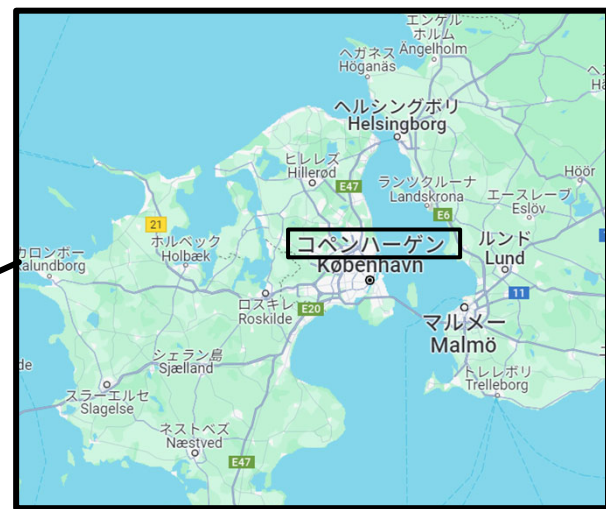 エンゲル
ホルム
Ängelholm
ヘガネス
Höganäs
ヘルシングボリ
Helsingborg
ヒレレズ
Hillerød
E47
ランツクルーナ
Landskrona
E6
Höör
エースレーブ
Eslöv
21
ホルベック
Holbæk
コペンハーゲン
København
ルンド
Lund
カロンボー
Kalundborg
ロスキレ
Roskilde
E20
11
マルメー
Malmö
シェラン島
Sjælland
トレレボリ
Trelleborg
スラーエルセ
Slagelse
ネストベズ
Næstved
E47